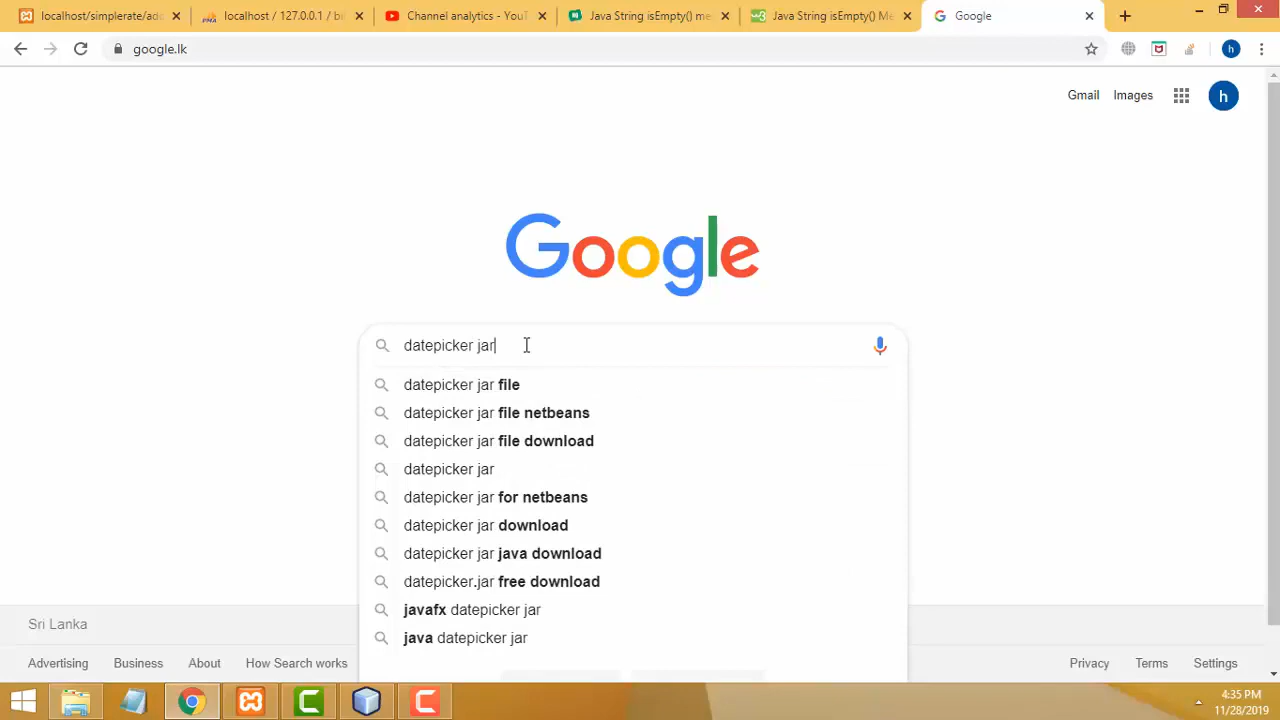 localhost/simplerate/add
localhost / 127.0.0.1 / bi
Channel analytics - YouT
Java String isEmpty() me
Java String isEmpty() Me
Google
google.lk
h
Gmail
Images
h
Google
datepicker jar
datepicker jar file
datepicker jar file netbeans
datepicker jar file download
datepicker jar
datepicker jar for netbeans
datepicker jar download
datepicker jar java download
datepicker.jar free download
javafx datepicker jar
java datepicker jar
Sri Lanka
Advertising
Business
About
How Search works
Privacy
Terms
Settings
4:35 PM
11/28/2019